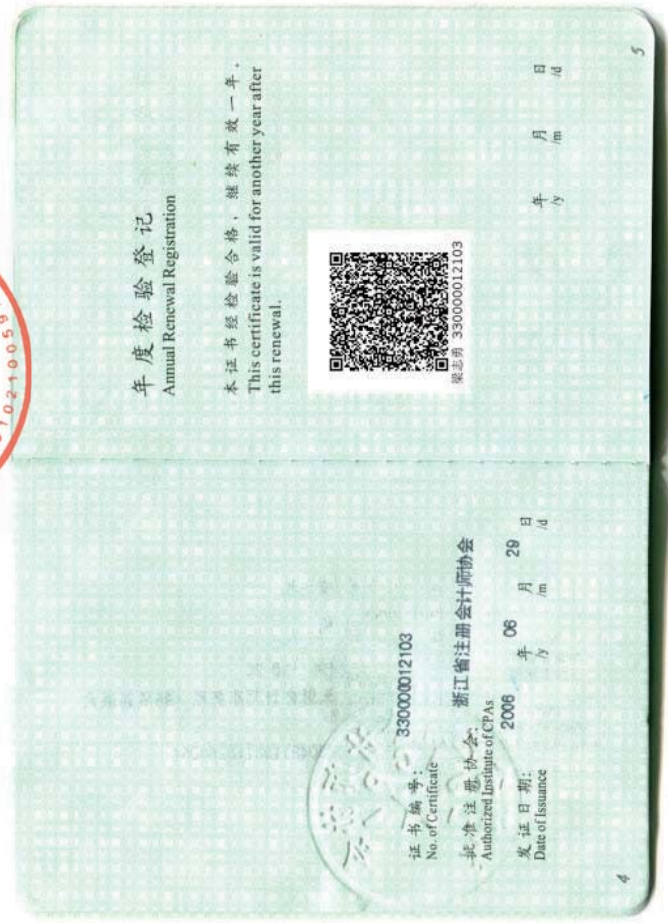 证书编号: 330000012103
No. of Certificate
批准注册协会: 浙江省注册会计师协会
Authorized Institute of CPAs
发证日期: 2006 年 06 月 29 日
Date of Issuance /y /m /d
4
年度检验登记
Annual Renewal Registration
本证书经检验合格，继续有效一年。
This certificate is valid for another year after
this renewal.
梁志勇 330000012103
年 月 日
/y /m /d
5